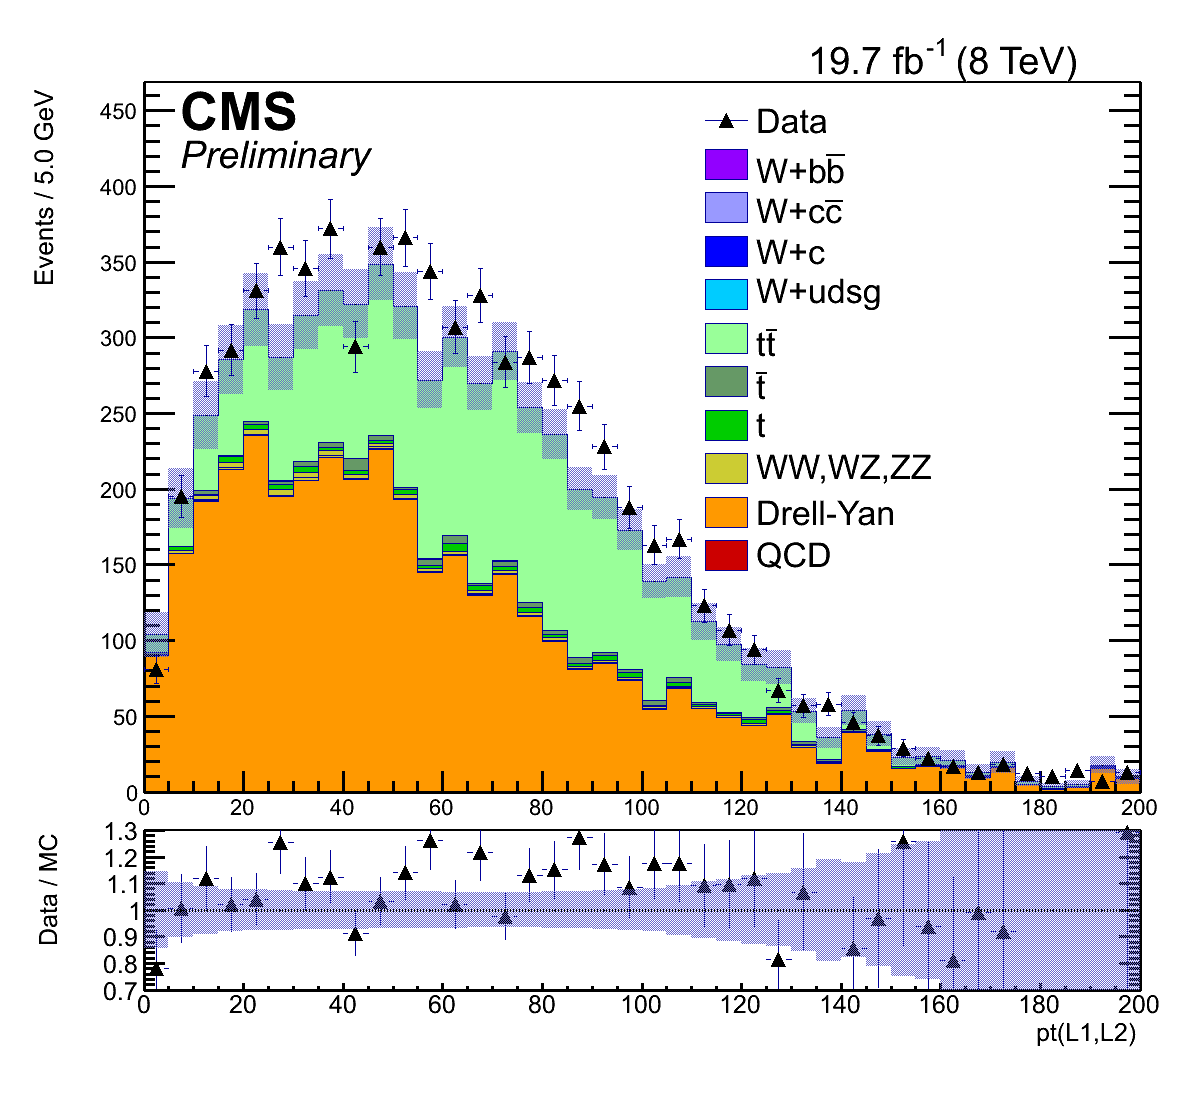 19.7 fb⁻¹ (8 TeV)
CMS
Preliminary
Events / 5.0 GeV
450
400
350
300
250
200
150
100
50
0
Data
W+bb̅
W+cc̅
W+c
W+udsg
tt̅
t̅
t
WW,WZ,ZZ
Drell-Yan
QCD
0 20 40 60 80 100 120 140 160 180 200
Data / MC
1.3
1.2
1.1
1
0.9
0.8
0.7
0 20 40 60 80 100 120 140 160 180 200
pt(L1,L2)